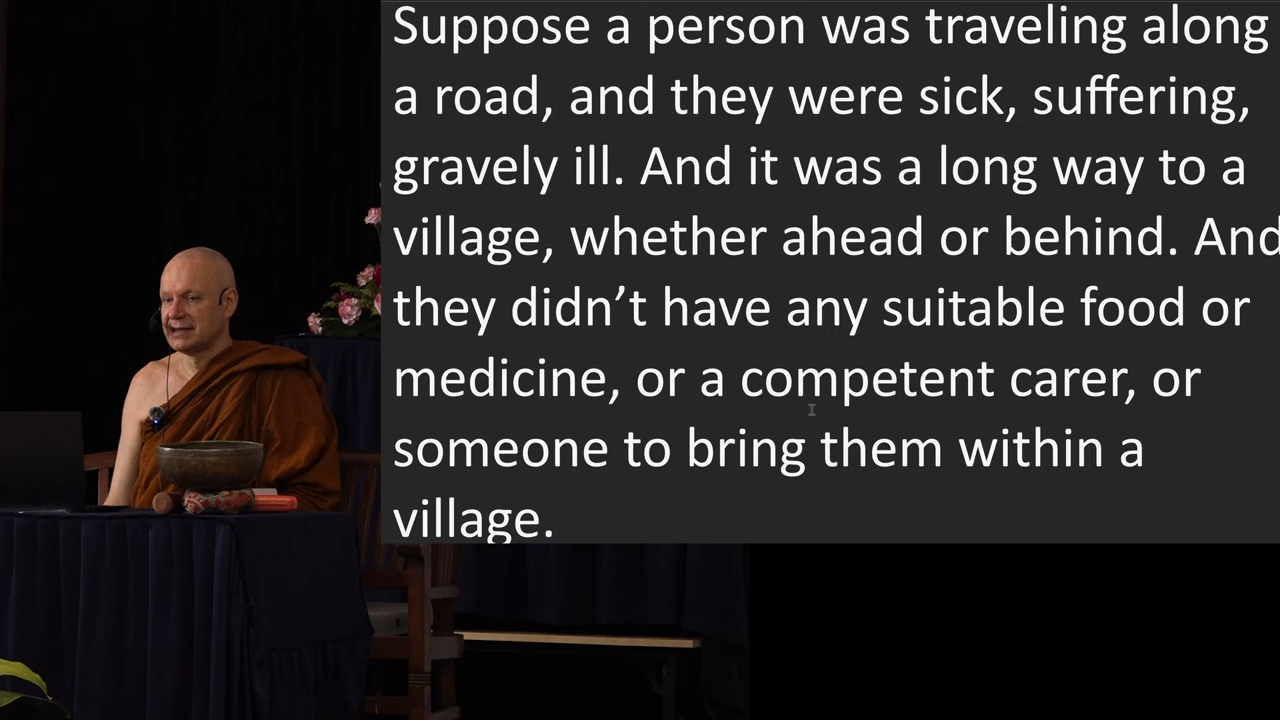 Suppose a person was traveling along
a road, and they were sick, suffering,
gravely ill. And it was a long way to a
village, whether ahead or behind. And
they didn’t have any suitable food or
medicine, or a competent carer, or
someone to bring them within a
village.